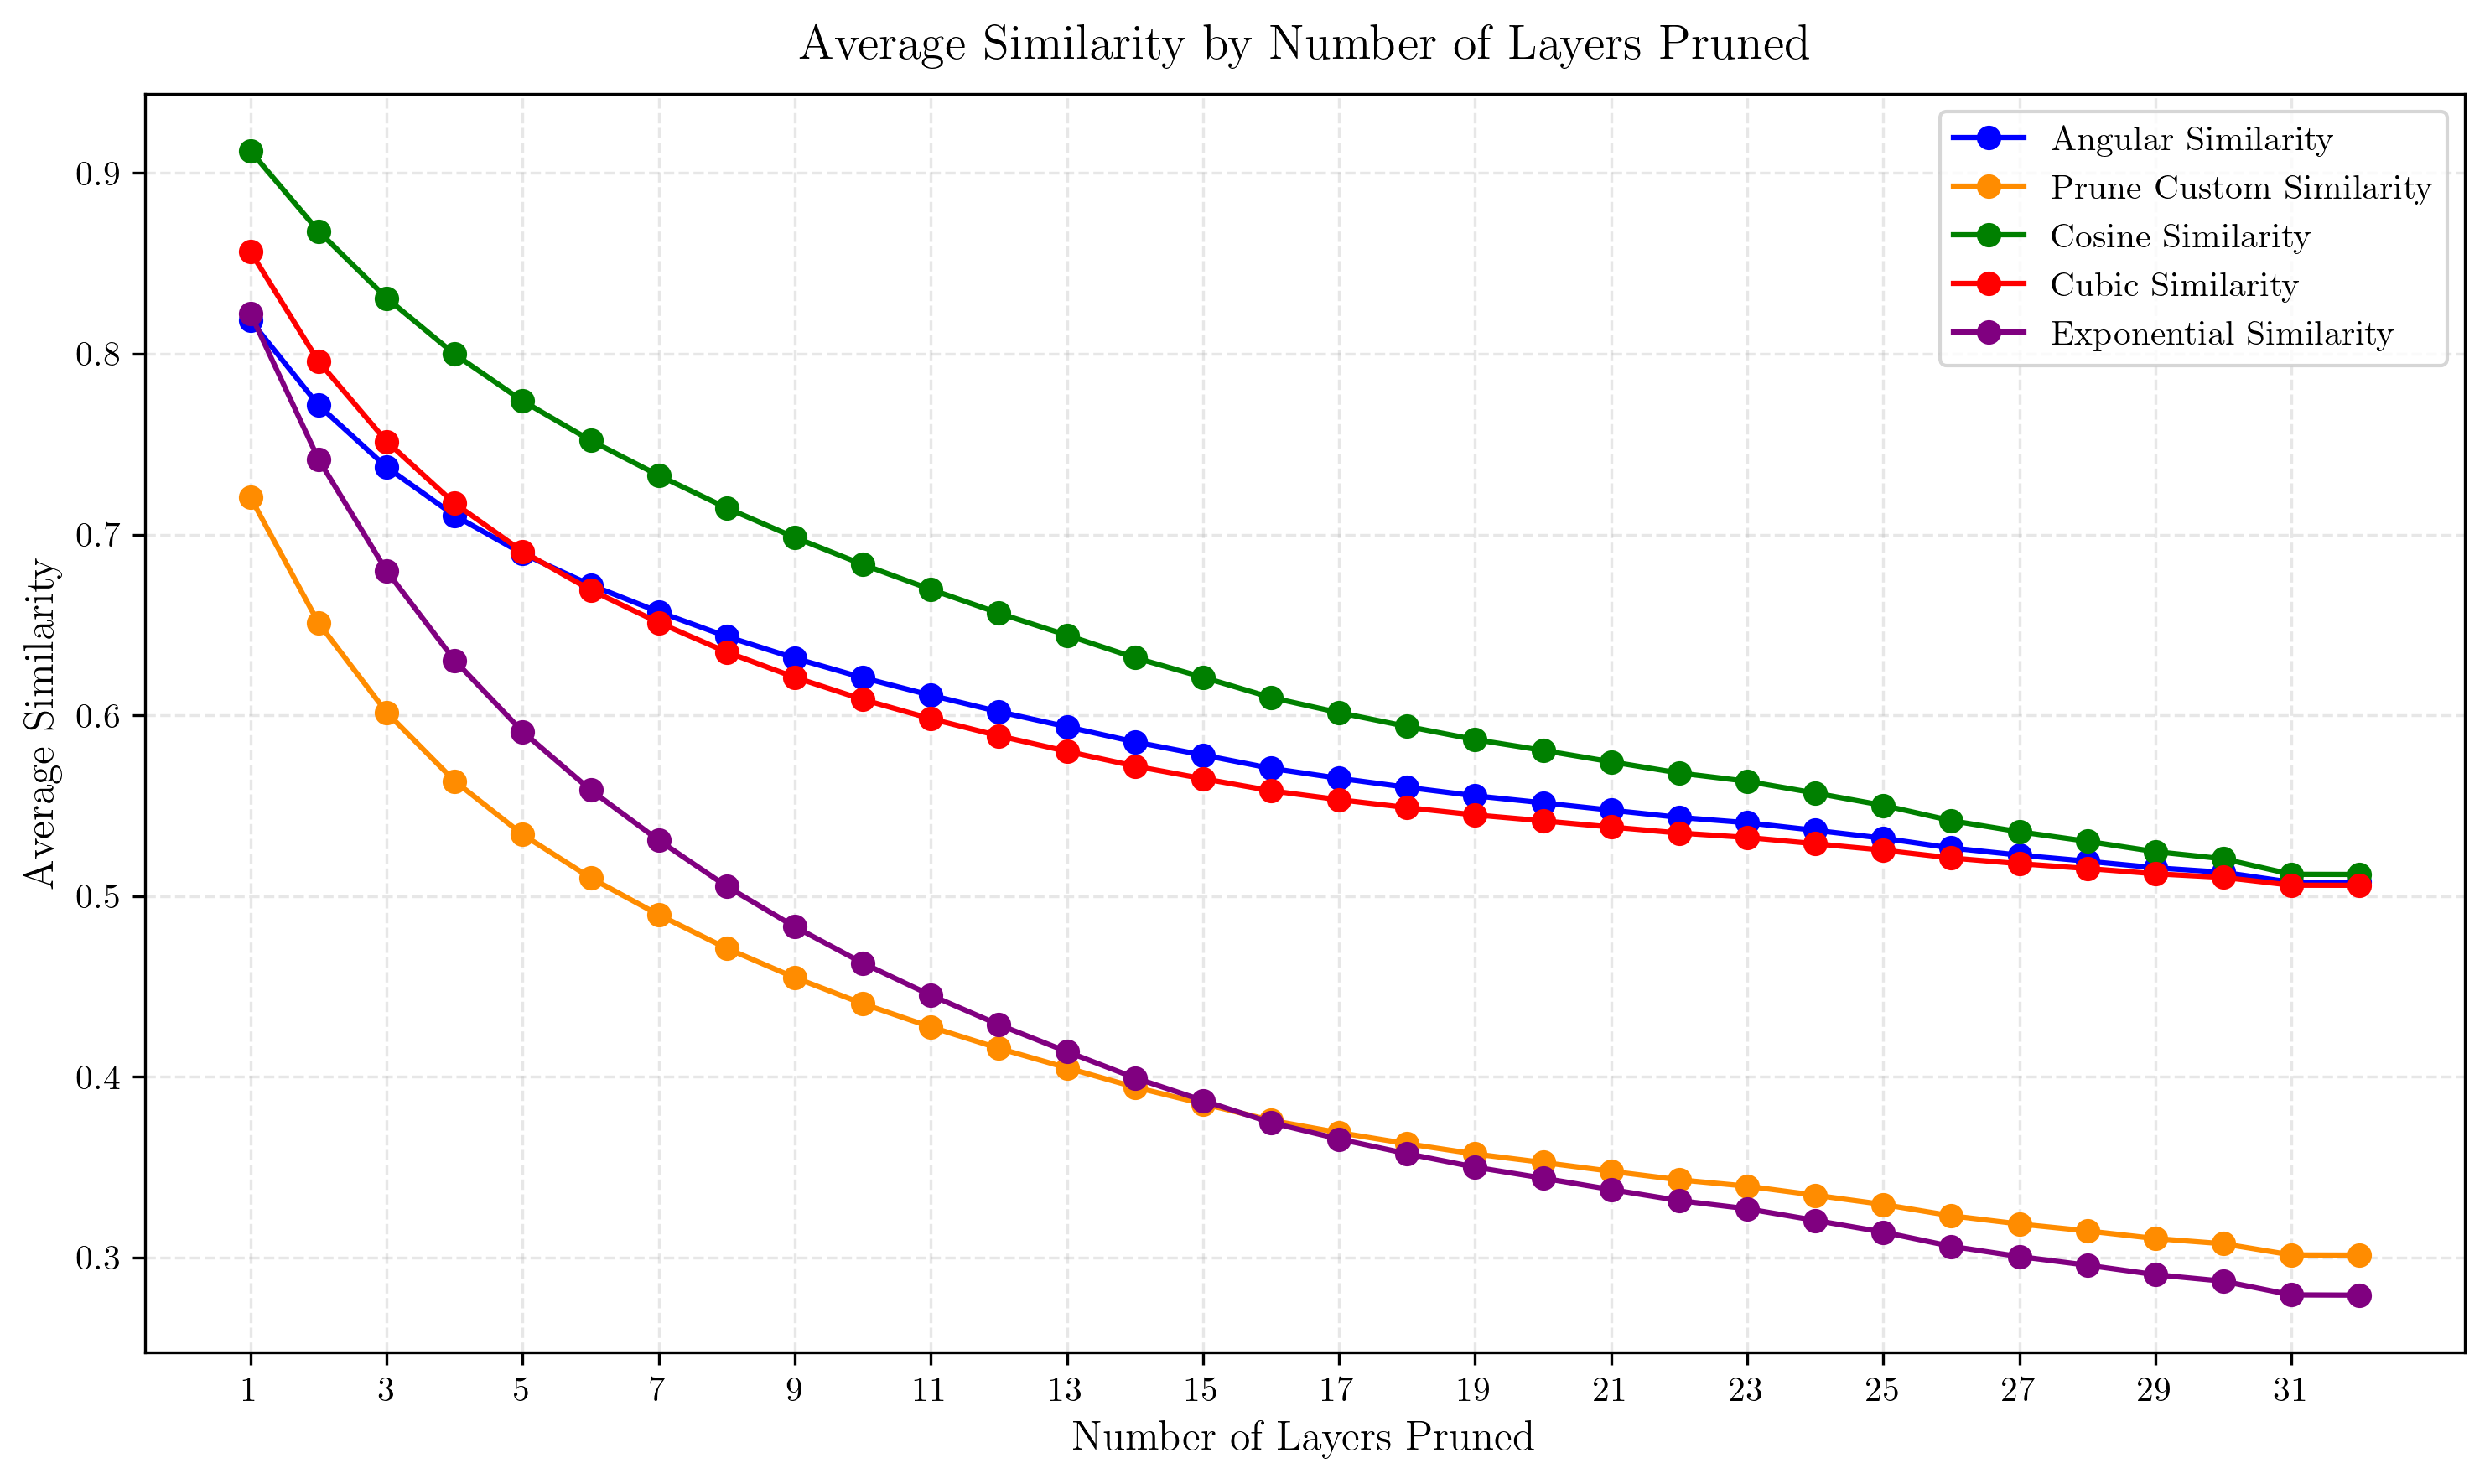 Average Similarity by Number of Layers Pruned
Angular Similarity
Prune Custom Similarity
Cosine Similarity
Cubic Similarity
Exponential Similarity
Average Similarity
0.9
0.8
0.7
0.6
0.5
0.4
0.3
1 3 5 7 9 11 13 15 17 19 21 23 25 27 29 31
Number of Layers Pruned